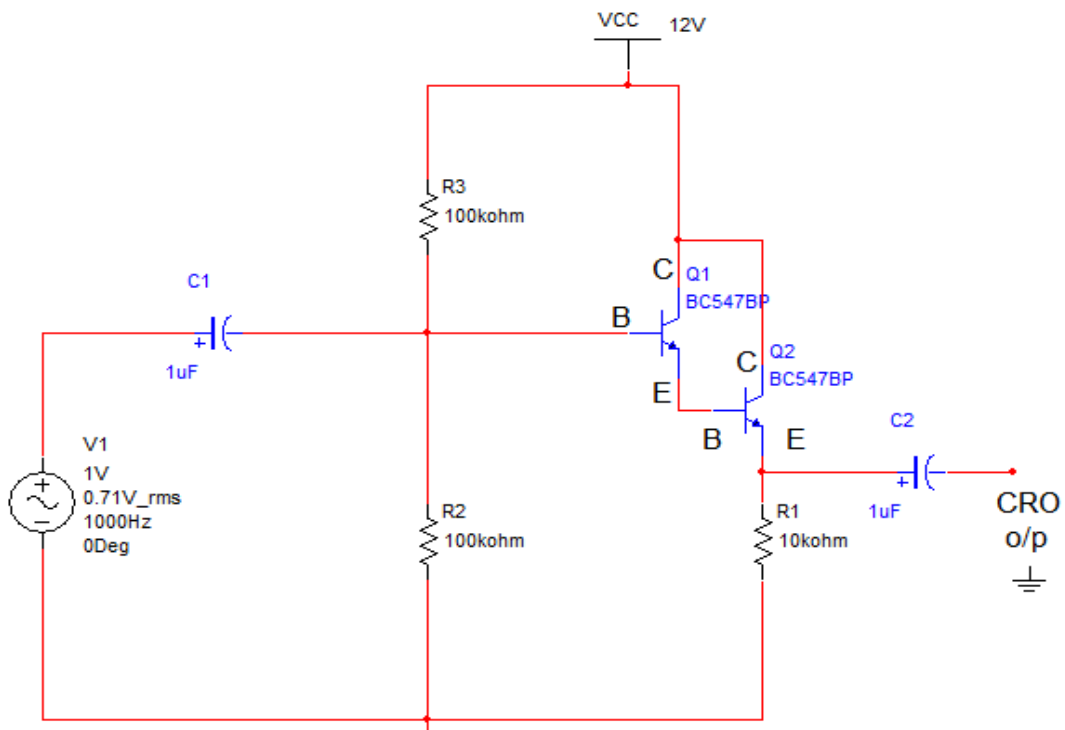 VCC 12V
R3
100kohm
C1
1uF
C
Q1
BC547BP
B
E
C
Q2
BC547BP
B
E
C2
1uF
V1
1V
0.71V_rms
1000Hz
0Deg
R2
100kohm
R1
10kohm
CRO
o/p